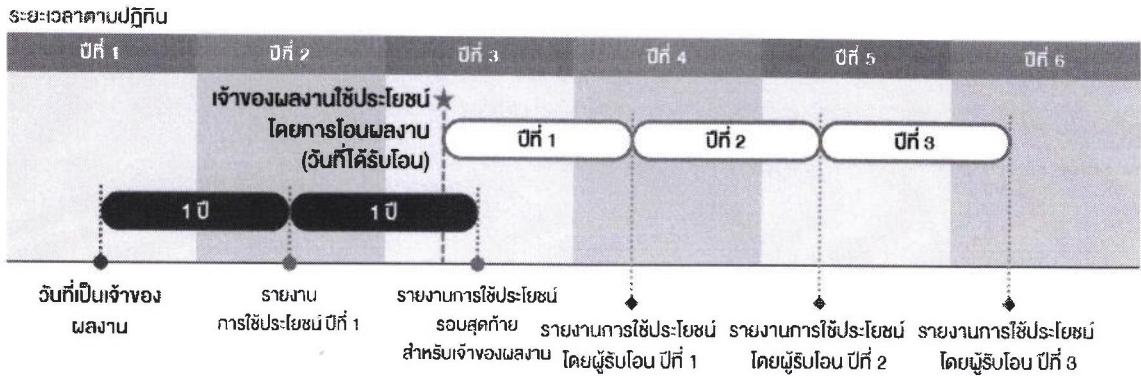 ระยะเวลาตามปฏิทิน
ปีที่ 1 ปีที่ 2 ปีที่ 3 ปีที่ 4 ปีที่ 5 ปีที่ 6
เจ้าของผลงานใช้ประโยชน์
โดยการโอนผลงาน
(วันที่ได้รับโอน)
ปีที่ 1 ปีที่ 2 ปีที่ 3
1 ปี 1 ปี
วันที่เป็นเจ้าของ
ผลงาน
รายงาน
การใช้ประโยชน์ ปีที่ 1
รายงานการใช้ประโยชน์
รอบสุดท้าย
สำหรับเจ้าของผลงาน
รายงานการใช้ประโยชน์
โดยผู้รับโอน ปีที่ 1
รายงานการใช้ประโยชน์
โดยผู้รับโอน ปีที่ 2
รายงานการใช้ประโยชน์
โดยผู้รับโอน ปีที่ 3